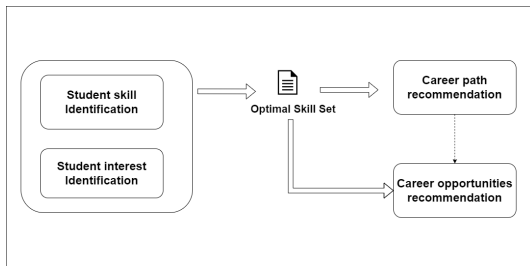 Student skill
Identification
Student interest
Identification
Optimal Skill Set
Career path
recommendation
Career opportunities
recommendation